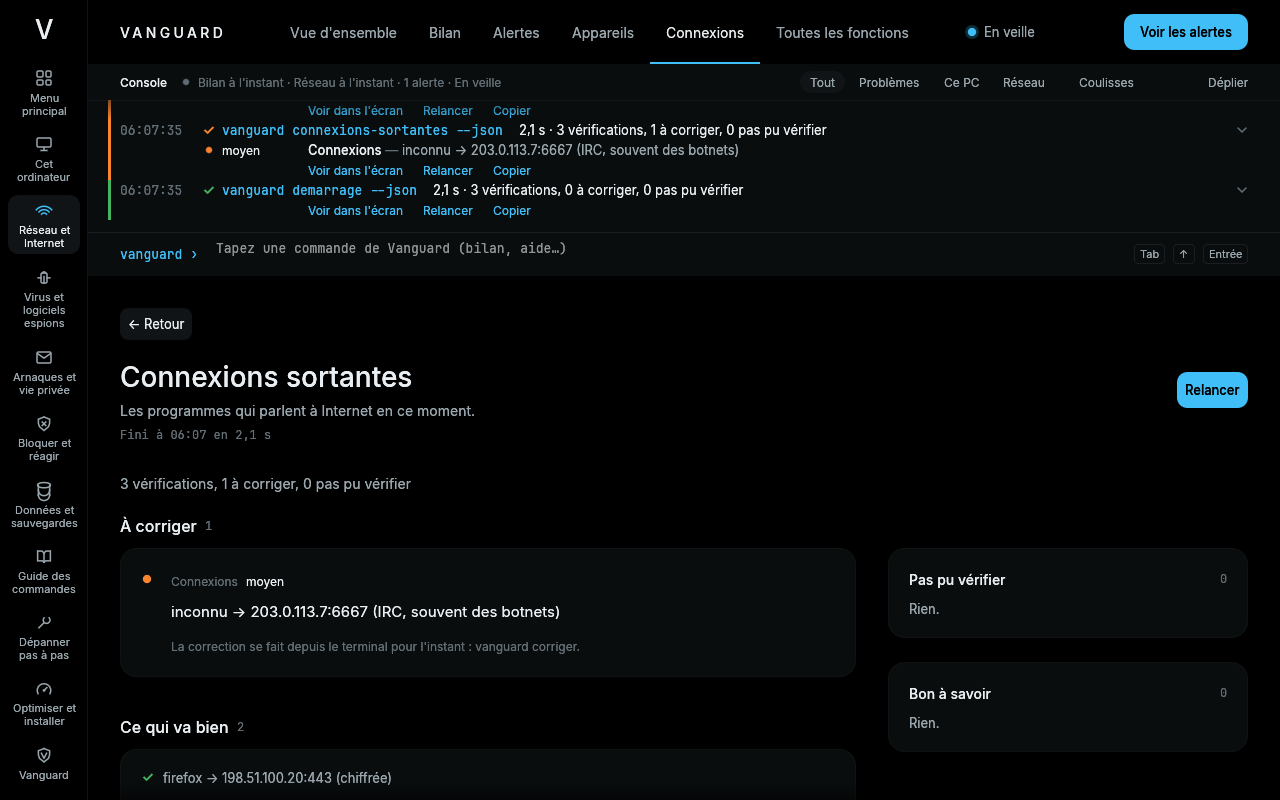 V
Menu
principal
Cet
ordinateur
Réseau et
Internet
Virus et
logiciels
espions
Arnaques et
vie privée
Bloquer et
réagir
Données et
sauvegardes
Guide des
commandes
Dépanner
pas à pas
Optimiser et
installer
Vanguard
VANGUARD
Vue d'ensemble
Bilan
Alertes
Appareils
Connexions
Toutes les fonctions
En veille
Voir les alertes
Console
Bilan à l'instant · Réseau à l'instant · 1 alerte · En veille
Tout
Problèmes
Ce PC
Réseau
Coulisses
Déplier
Voir dans l'écran Relancer Copier
06:07:35 vanguard connexions-sortantes --json 2,1 s · 3 vérifications, 1 à corriger, 0 pas pu vérifier
moyen Connexions — inconnu → 203.0.113.7:6667 (IRC, souvent des botnets)
Voir dans l'écran Relancer Copier
06:07:35 vanguard demarrage --json 2,1 s · 3 vérifications, 0 à corriger, 0 pas pu vérifier
Voir dans l'écran Relancer Copier
vanguard › Tapez une commande de Vanguard (bilan, aide…)
Tab ↑ Entrée
← Retour
Connexions sortantes
Les programmes qui parlent à Internet en ce moment.
Fini à 06:07 en 2,1 s
Relancer
3 vérifications, 1 à corriger, 0 pas pu vérifier
À corriger 1
Connexions moyen
inconnu → 203.0.113.7:6667 (IRC, souvent des botnets)
La correction se fait depuis le terminal pour l'instant : vanguard corriger.
Ce qui va bien 2
firefox → 198.51.100.20:443 (chiffrée)
Pas pu vérifier 0
Rien.
Bon à savoir 0
Rien.